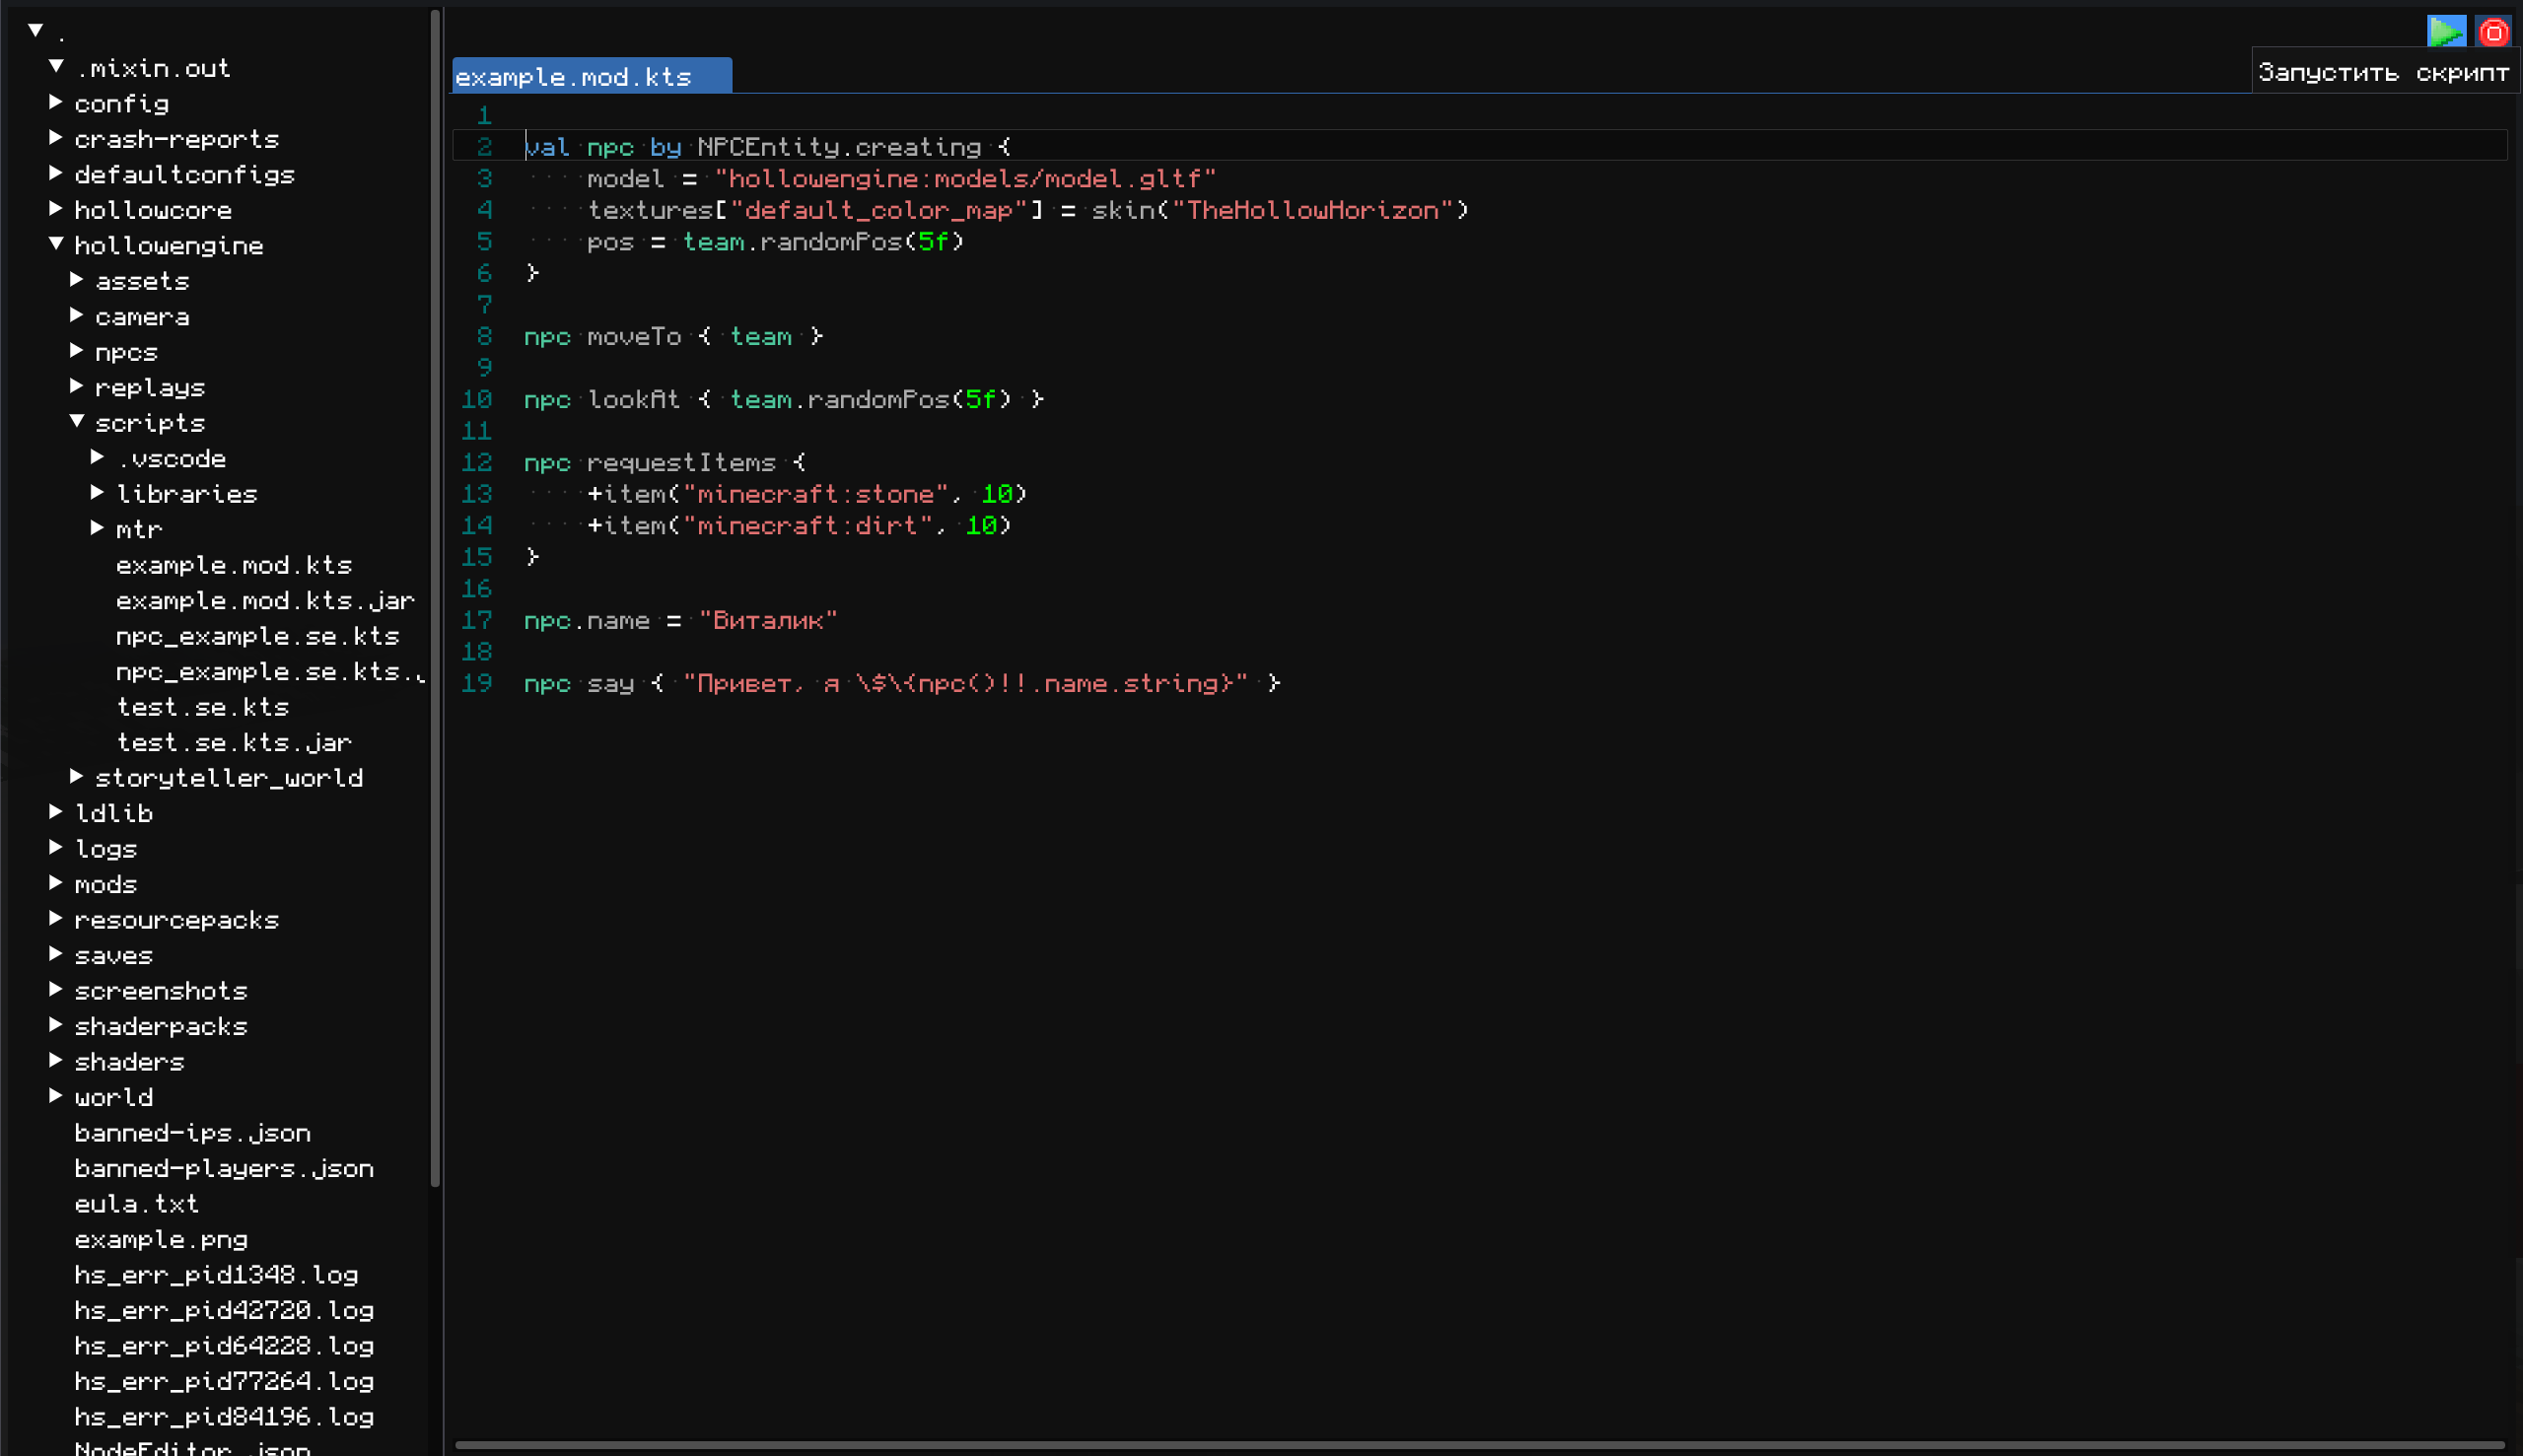 .
.mixin.out
config
crash-reports
defaultconfigs
hollowcore
hollowengine
assets
camera
npcs
replays
scripts
.vscode
libraries
mtr
example.mod.kts
example.mod.kts.jar
npc_example.se.kts
npc_example.se.kts.
test.se.kts
test.se.kts.jar
storyteller_world
ldlib
logs
mods
resourcepacks
saves
screenshots
shaderpacks
shaders
world
banned-ips.json
banned-players.json
eula.txt
example.png
hs_err_pid1348.log
hs_err_pid42720.log
hs_err_pid64228.log
hs_err_pid77264.log
hs_err_pid84196.log
NodeEditor.json
Запустить скрипт
example.mod.kts
1
2 val npc by NPCEntity.creating {
3     model = "hollowengine:models/model.gltf"
4     textures["default_color_map"] = skin("TheHollowHorizon")
5     pos = team.randomPos(5f)
6 }
7
8 npc moveTo { team }
9
10 npc lookAt { team.randomPos(5f) }
11
12 npc requestItems {
13     +item("minecraft:stone", 10)
14     +item("minecraft:dirt", 10)
15 }
16
17 npc.name = "Виталик"
18
19 npc say { "Привет, я \$\{npc()!!.name.string}" }